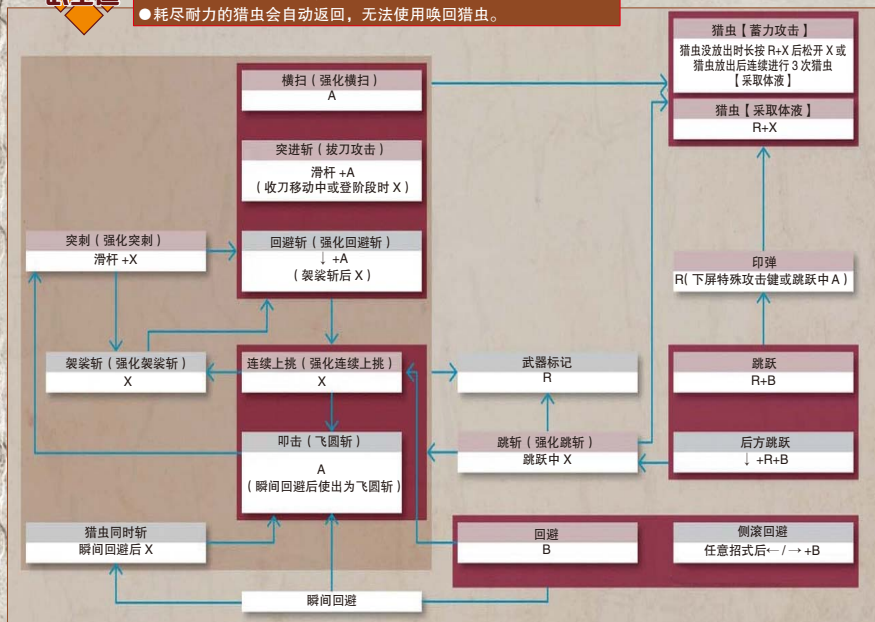 ●耗尽耐力的猎虫会自动返回，无法使用唤回猎虫。
猎虫【蓄力攻击】
猎虫没放出时长按 R+X 后松开 X 或
猎虫放出后连续进行 3 次猎虫
【采取体液】
猎虫【采取体液】
R+X
横扫（强化横扫）
A
突进斩（拔刀攻击）
滑杆 +A
（收刀移动中或登阶段时 X）
突刺（强化突刺）
滑杆 +X
回避斩（强化回避斩）
↓ +A
（袈裟斩后 X）
印弹
R( 下屏特殊攻击键或跳跃中 A）
袈裟斩（强化袈裟斩）
X
连续上挑（强化连续上挑）
X
武器标记
R
跳跃
R+B
叩击（飞圆斩）
A
（瞬间回避后使出为飞圆斩）
跳斩（强化跳斩）
跳跃中 X
后方跳跃
↓ +R+B
猎虫同时斩
瞬间回避后 X
回避
B
侧滚回避
任意招式后← / → +B
瞬间回避